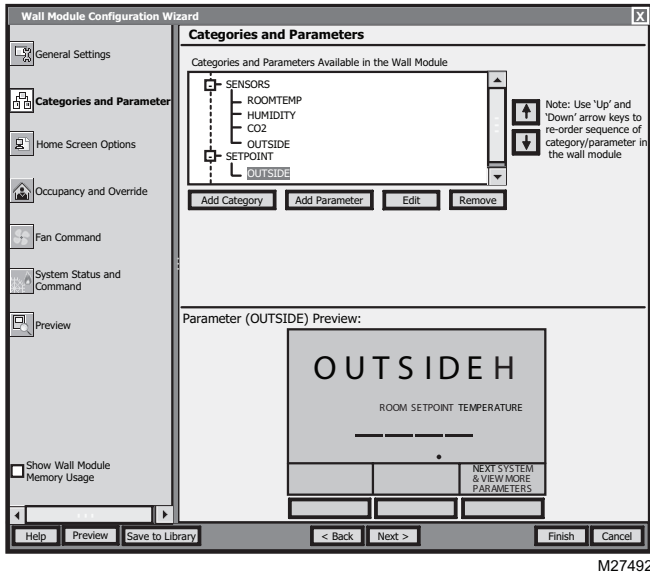 Wall Module Configuration Wizard
X
General Settings
Categories and Parameter
Home Screen Options
Occupancy and Override
Fan Command
System Status and
Command
Preview
Show Wall Module
Memory Usage
Categories and Parameters
Categories and Parameters Available in the Wall Module
SENSORS
ROOMTEMP
HUMIDITY
CO2
OUTSIDE
SETPOINT
OUTSIDE
Note: Use ‘Up’ and
‘Down’ arrow keys to
re-order sequence of
category/parameter in
the wall module
Add Category Add Parameter Edit Remove
Parameter (OUTSIDE) Preview:
OUTSIDEH
ROOM SETPOINT TEMPERATURE
NEXT SYSTEM
& VIEW MORE
PARAMETERS
Help Preview Save to Library < Back Next > Finish Cancel
M27492